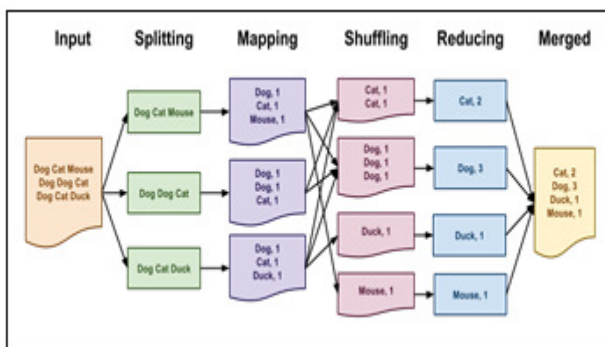 Input
Splitting
Mapping
Shuffling
Reducing
Merged
Dog Cat Mouse
Dog Dog Cat
Dog Cat Duck
Dog Cat Mouse
Dog Dog Cat
Dog Cat Duck
Dog, 1
Cat, 1
Mouse, 1
Dog, 1
Dog, 1
Cat, 1
Dog, 1
Cat, 1
Duck, 1
Cat, 1
Cat, 1
Dog, 1
Dog, 1
Dog, 1
Duck, 1
Mouse, 1
Cat, 2
Dog, 3
Duck, 1
Mouse, 1
Cat, 2
Dog, 3
Duck, 1
Mouse, 1